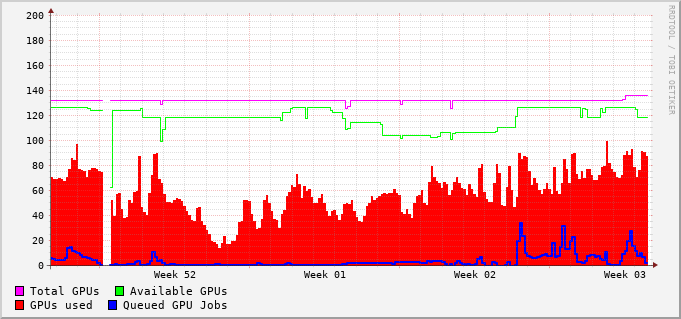 200
180
160
140
120
100
80
60
40
20
0
Week 52 Week 01 Week 02 Week 03
Total GPUs Available GPUs
GPUs used Queued GPU Jobs
RRDTOOL / TOBI OETIKER